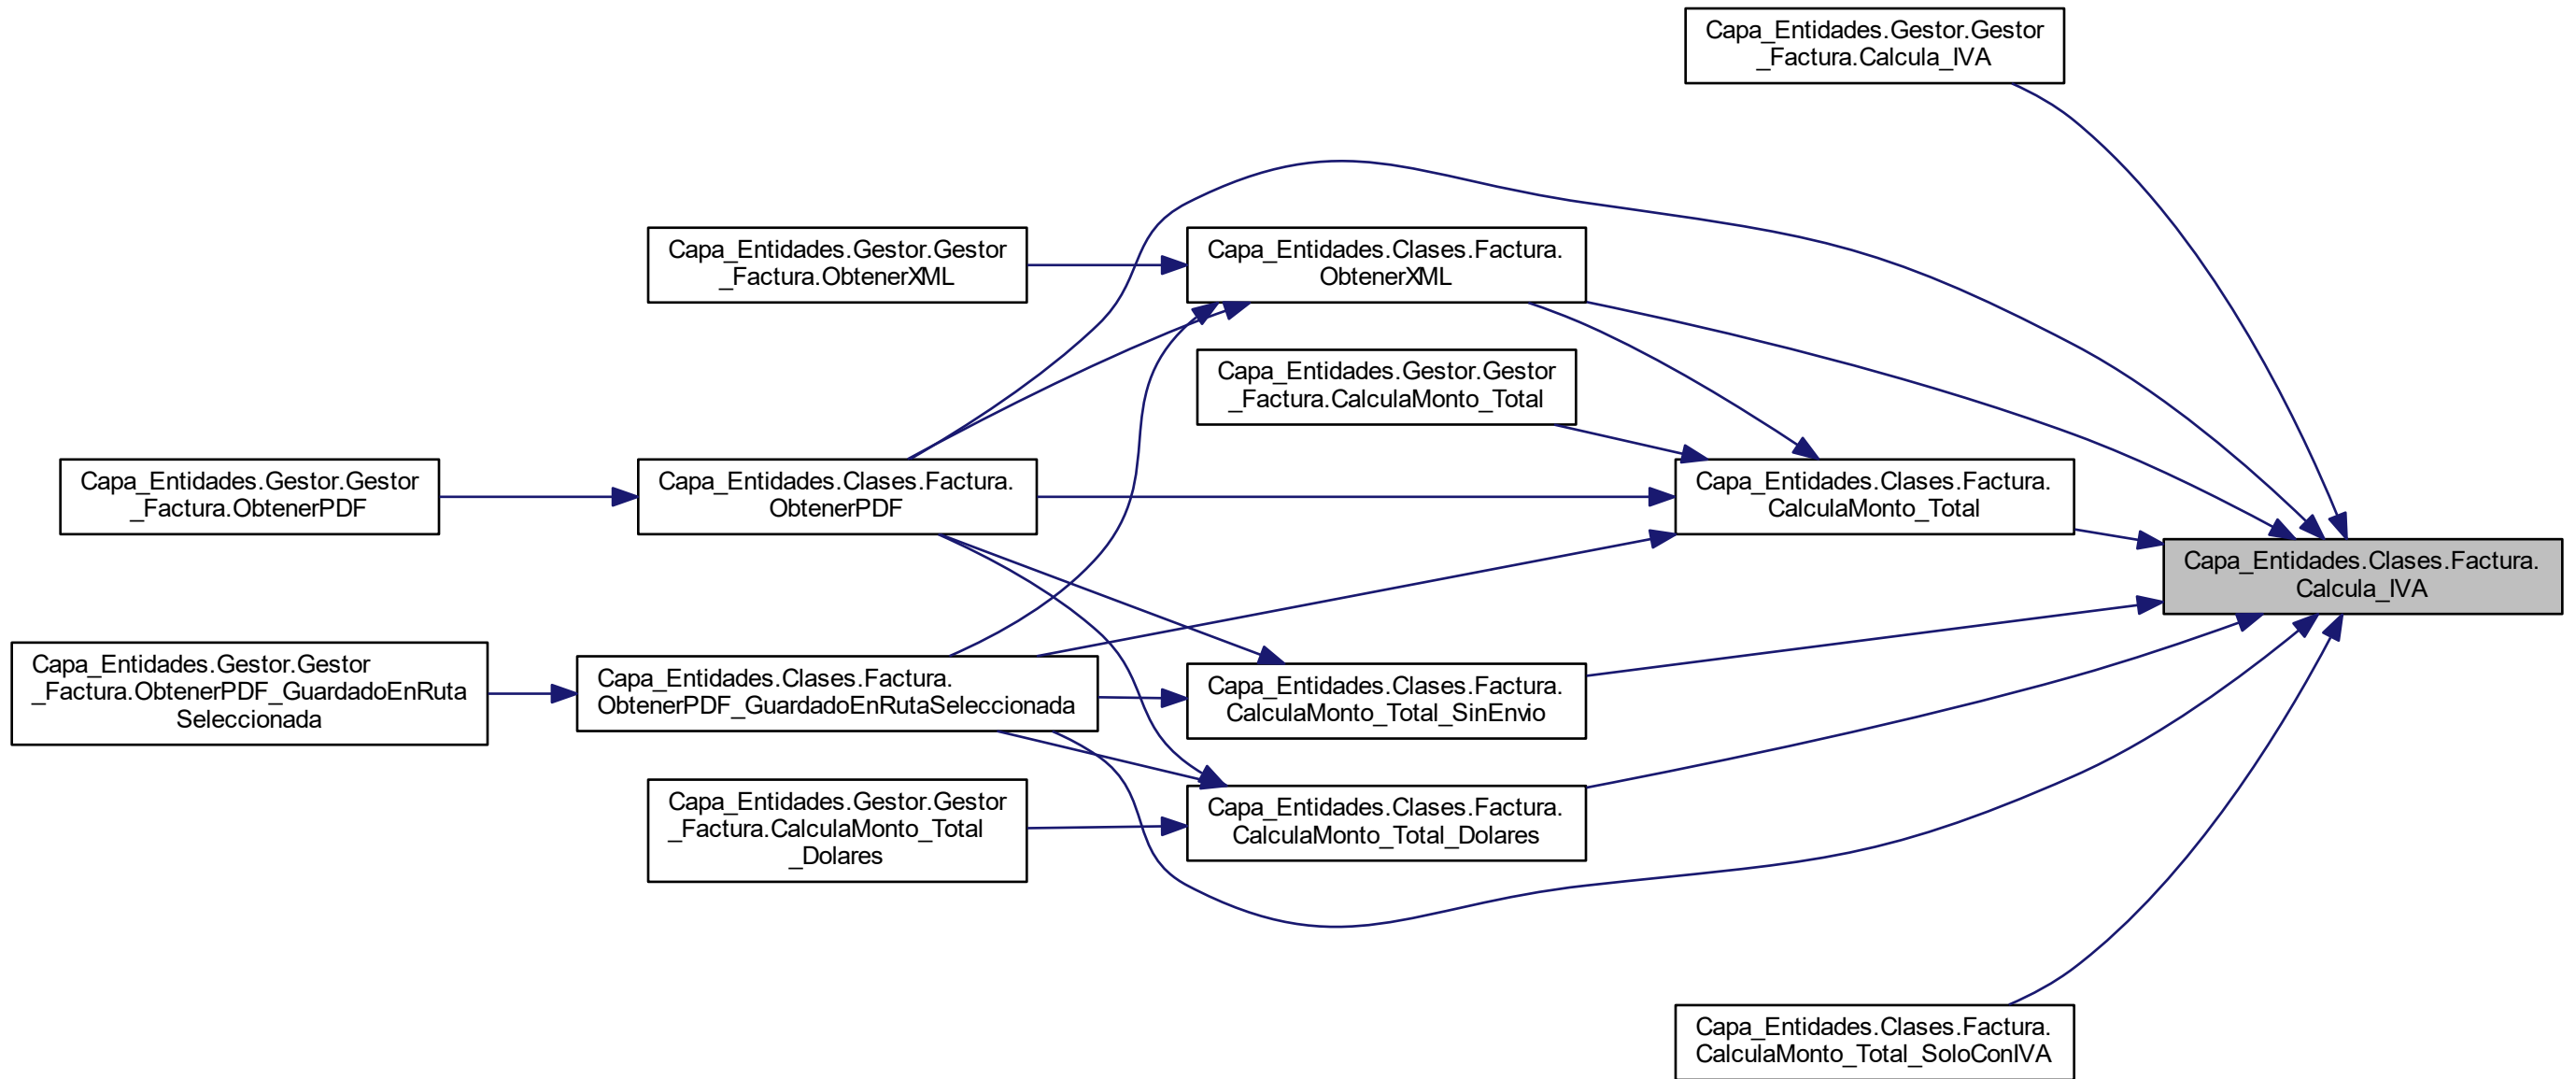 Capa_Entidades.Gestor.Gestor
_Factura.Calcula_IVA
Capa_Entidades.Gestor.Gestor
_Factura.ObtenerXML
Capa_Entidades.Clases.Factura.
ObtenerXML
Capa_Entidades.Gestor.Gestor
_Factura.CalculaMonto_Total
Capa_Entidades.Gestor.Gestor
_Factura.ObtenerPDF
Capa_Entidades.Clases.Factura.
ObtenerPDF
Capa_Entidades.Clases.Factura.
CalculaMonto_Total
Capa_Entidades.Clases.Factura.
Calcula_IVA
Capa_Entidades.Gestor.Gestor
_Factura.ObtenerPDF_GuardadoEnRuta
Seleccionada
Capa_Entidades.Clases.Factura.
ObtenerPDF_GuardadoEnRutaSeleccionada
Capa_Entidades.Clases.Factura.
CalculaMonto_Total_SinEnvio
Capa_Entidades.Gestor.Gestor
_Factura.CalculaMonto_Total
_Dolares
Capa_Entidades.Clases.Factura.
CalculaMonto_Total_Dolares
Capa_Entidades.Clases.Factura.
CalculaMonto_Total_SoloConIVA